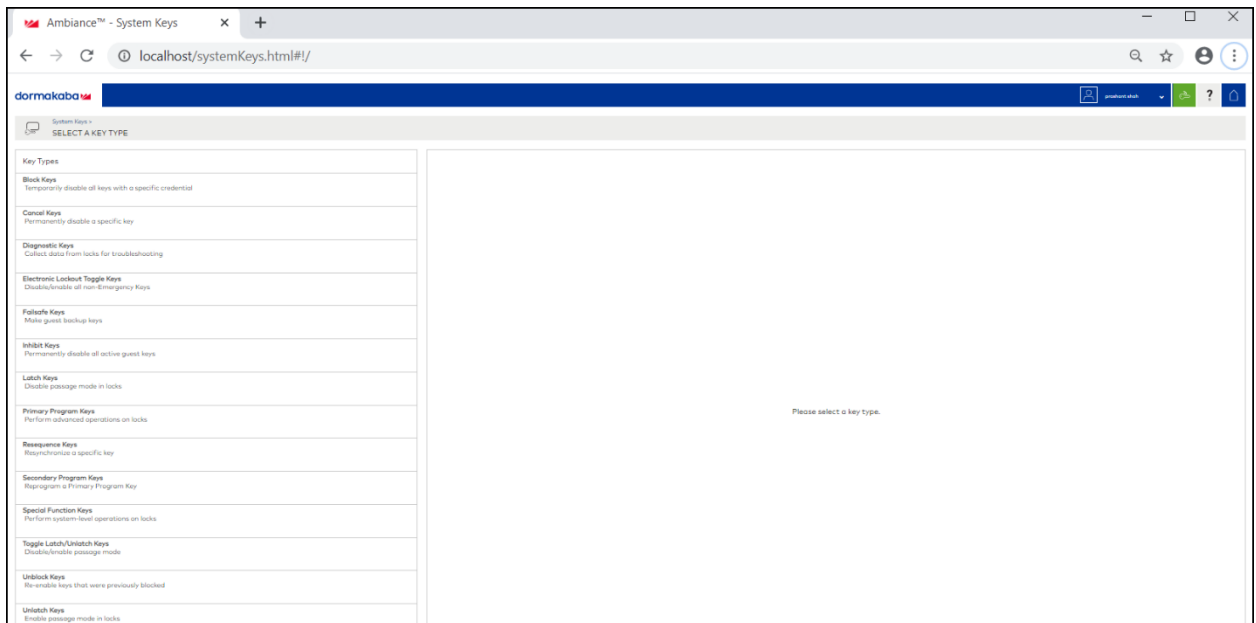 Ambiance™ - System Keys
localhost/systemKeys.html#!/
dormakaba
prashant shah
?
System Keys >
SELECT A KEY TYPE
Key Types
Block Keys
Temporarily disable all keys with a specific credential
Cancel Keys
Permanently disable a specific key
Diagnostic Keys
Collect data from locks for troubleshooting
Electronic Lockout Toggle Keys
Disable/enable all non-Emergency Keys
Failsafe Keys
Make guest backup keys
Inhibit Keys
Permanently disable all active guest keys
Latch Keys
Disable passage mode in locks
Primary Program Keys
Perform advanced operations on locks
Resequence Keys
Resynchronize a specific key
Secondary Program Keys
Reprogram a Primary Program Key
Special Function Keys
Perform system-level operations on locks
Toggle Latch/Unlatch Keys
Disable/enable passage mode
Unblock Keys
Re-enable keys that were previously blocked
Unlatch Keys
Enable passage mode in locks
Please select a key type.